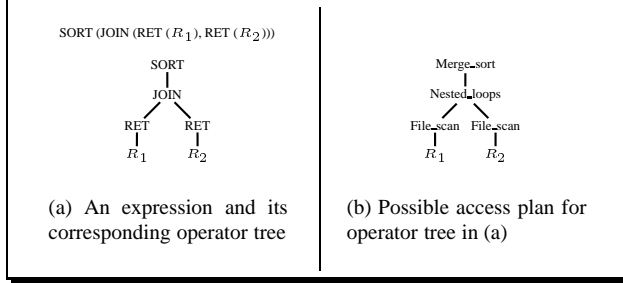 SORT (JOIN (RET (R1), RET (R2)))
SORT
JOIN
RET RET
R1 R2
(a) An expression and its
corresponding operator tree
Merge_sort
Nested_loops
File_scan File_scan
R1 R2
(b) Possible access plan for
operator tree in (a)